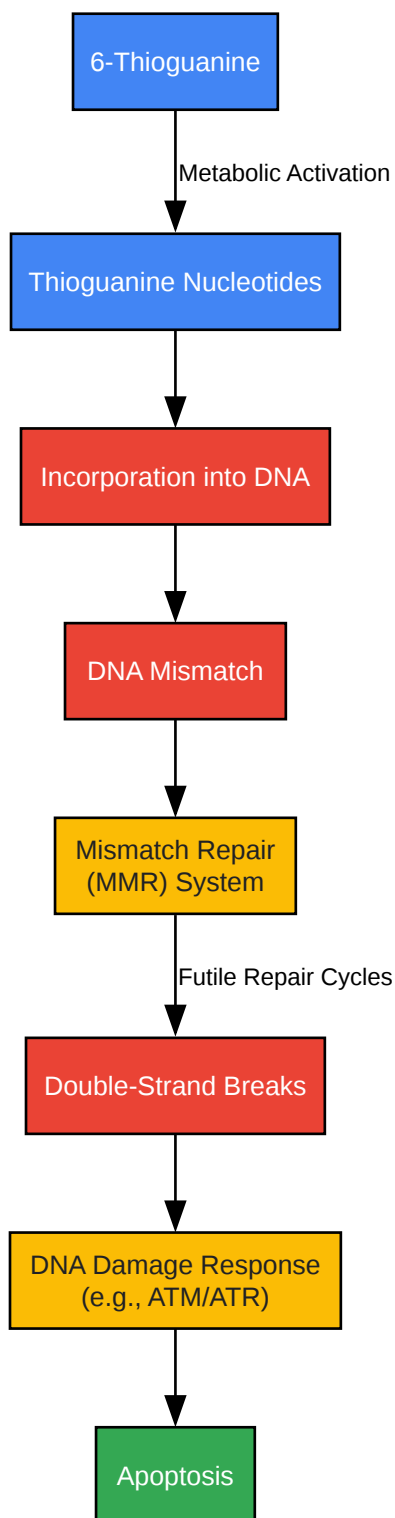 6-Thioguanine
Metabolic Activation
Thioguanine Nucleotides
Incorporation into DNA
DNA Mismatch
Mismatch Repair
(MMR) System
Futile Repair Cycles
Double-Strand Breaks
DNA Damage Response
(e.g., ATM/ATR)
Apoptosis